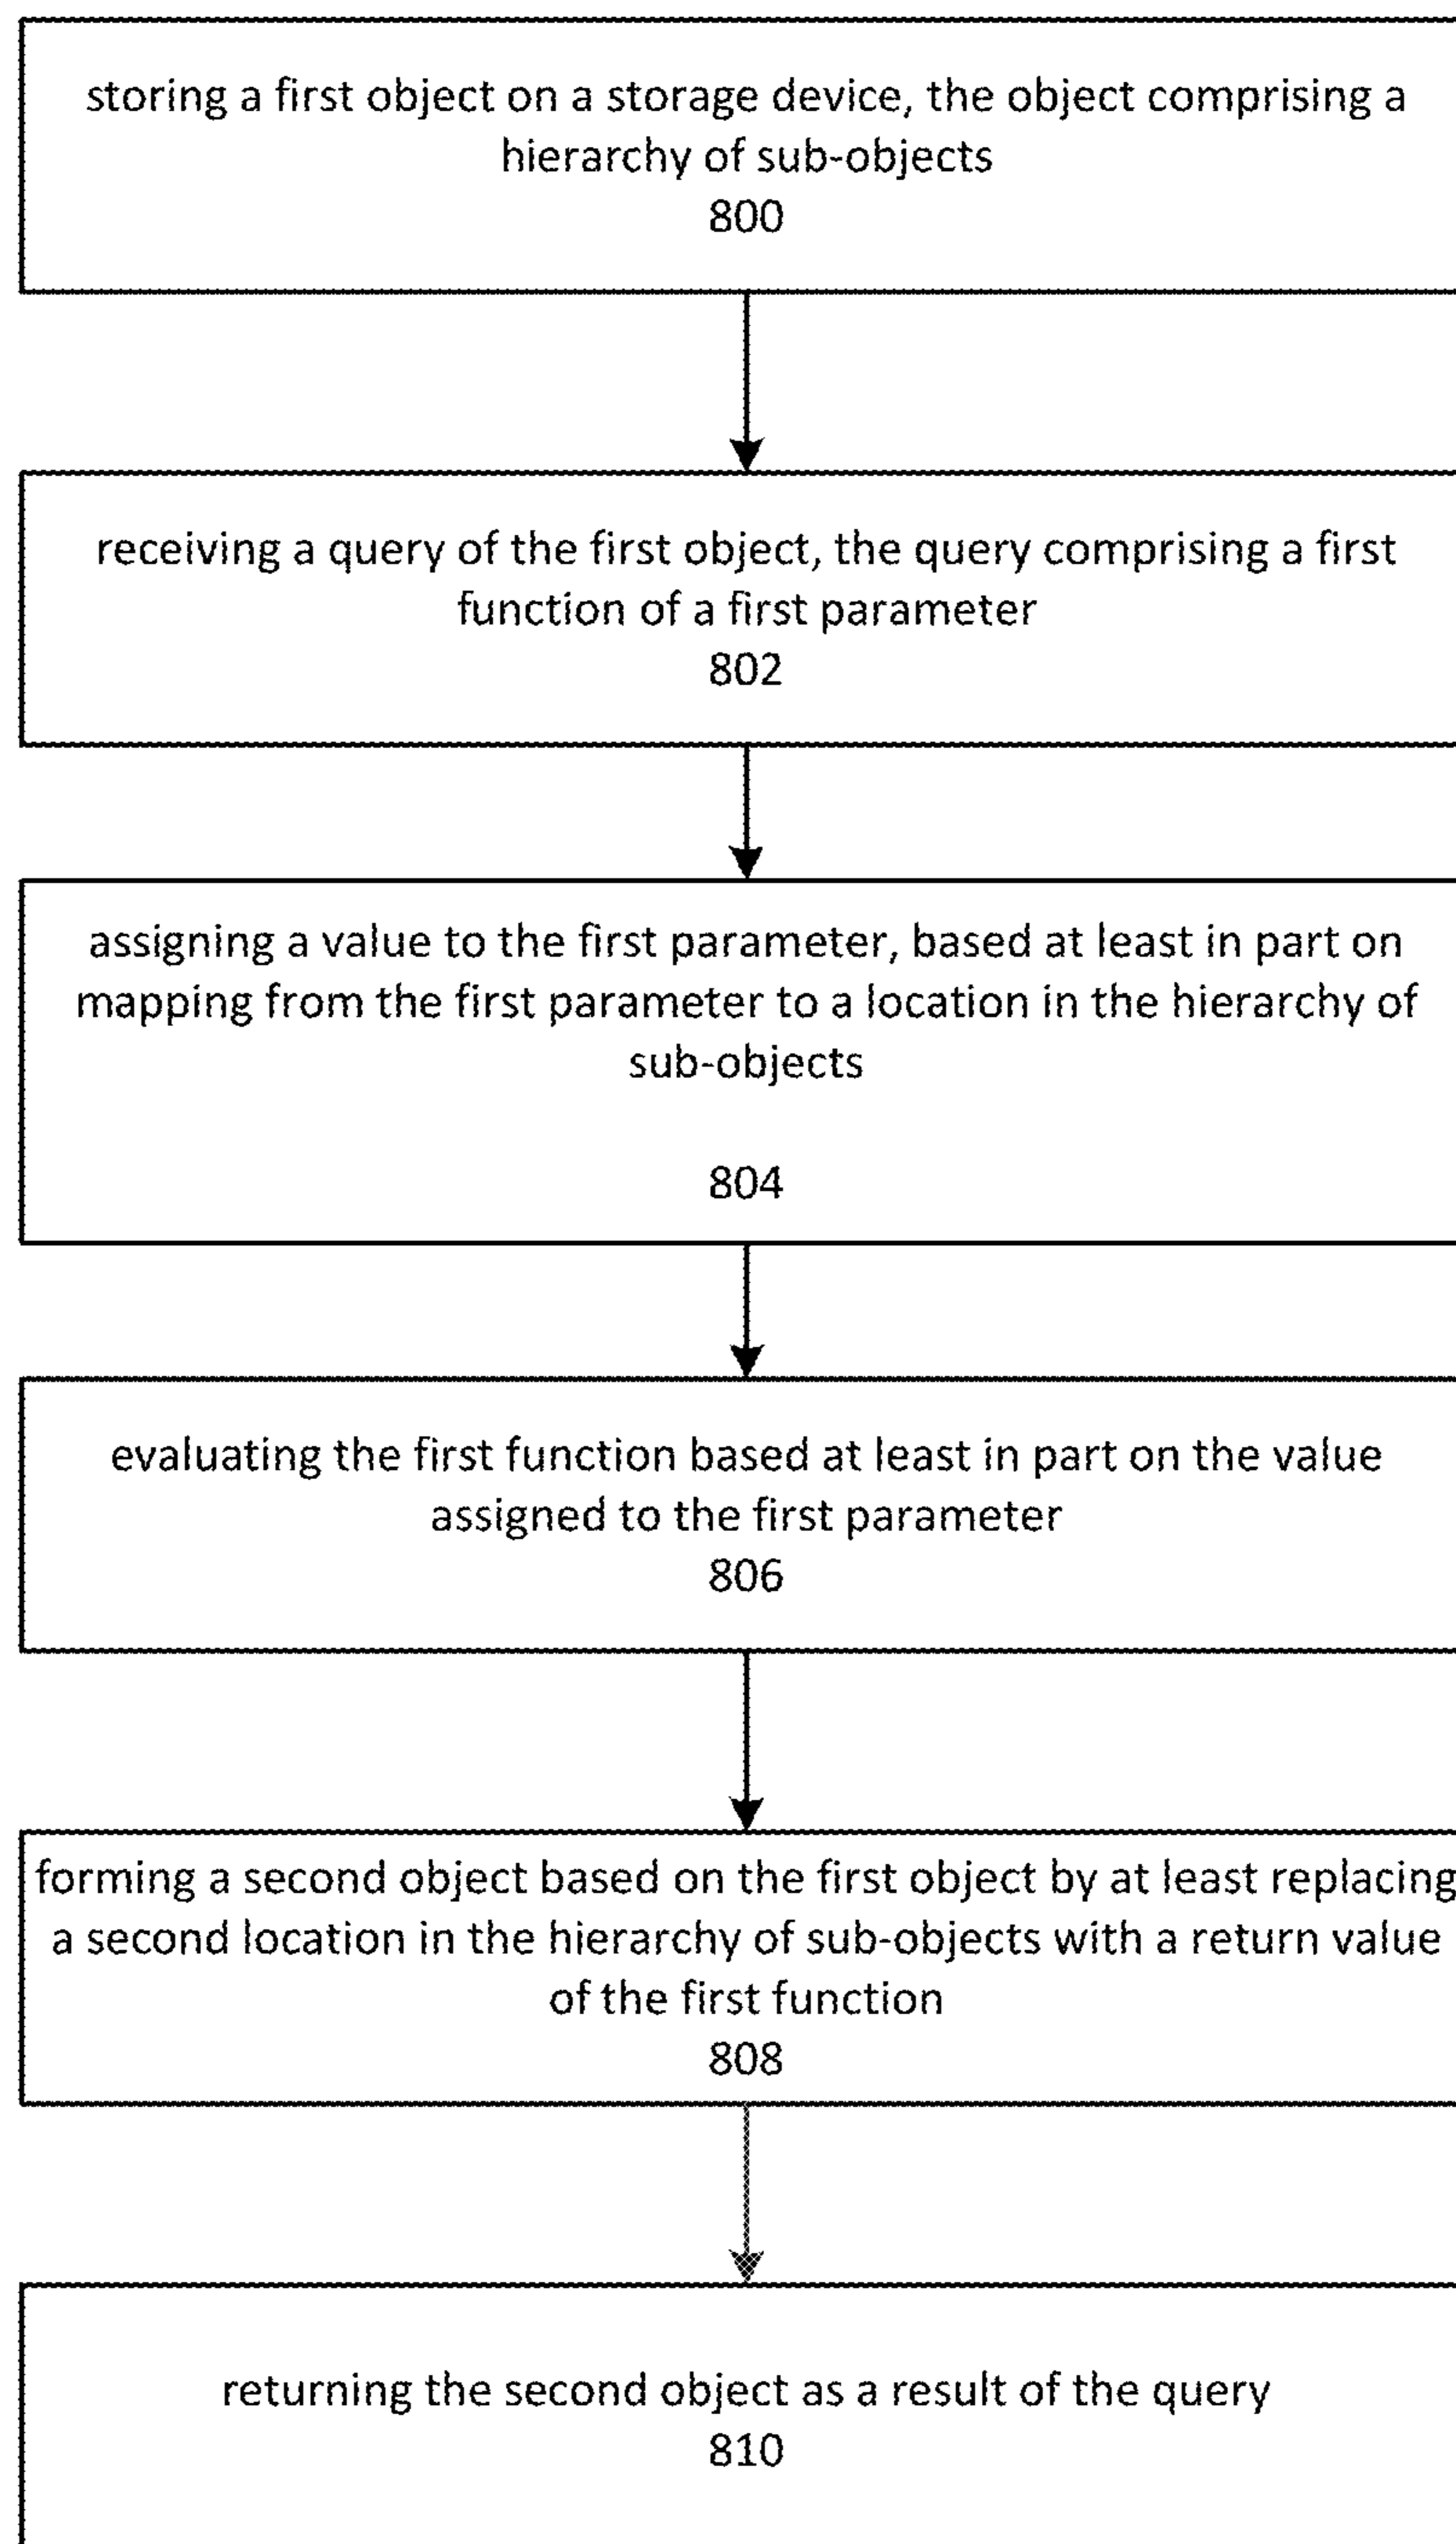 storing a first object on a storage device, the object comprising a
hierarchy of sub-objects
800
receiving a query of the first object, the query comprising a first
function of a first parameter
802
assigning a value to the first parameter, based at least in part on
mapping from the first parameter to a location in the hierarchy of
sub-objects
804
evaluating the first function based at least in part on the value
assigned to the first parameter
806
forming a second object based on the first object by at least replacing
a second location in the hierarchy of sub-objects with a return value
of the first function
808
returning the second object as a result of the query
810